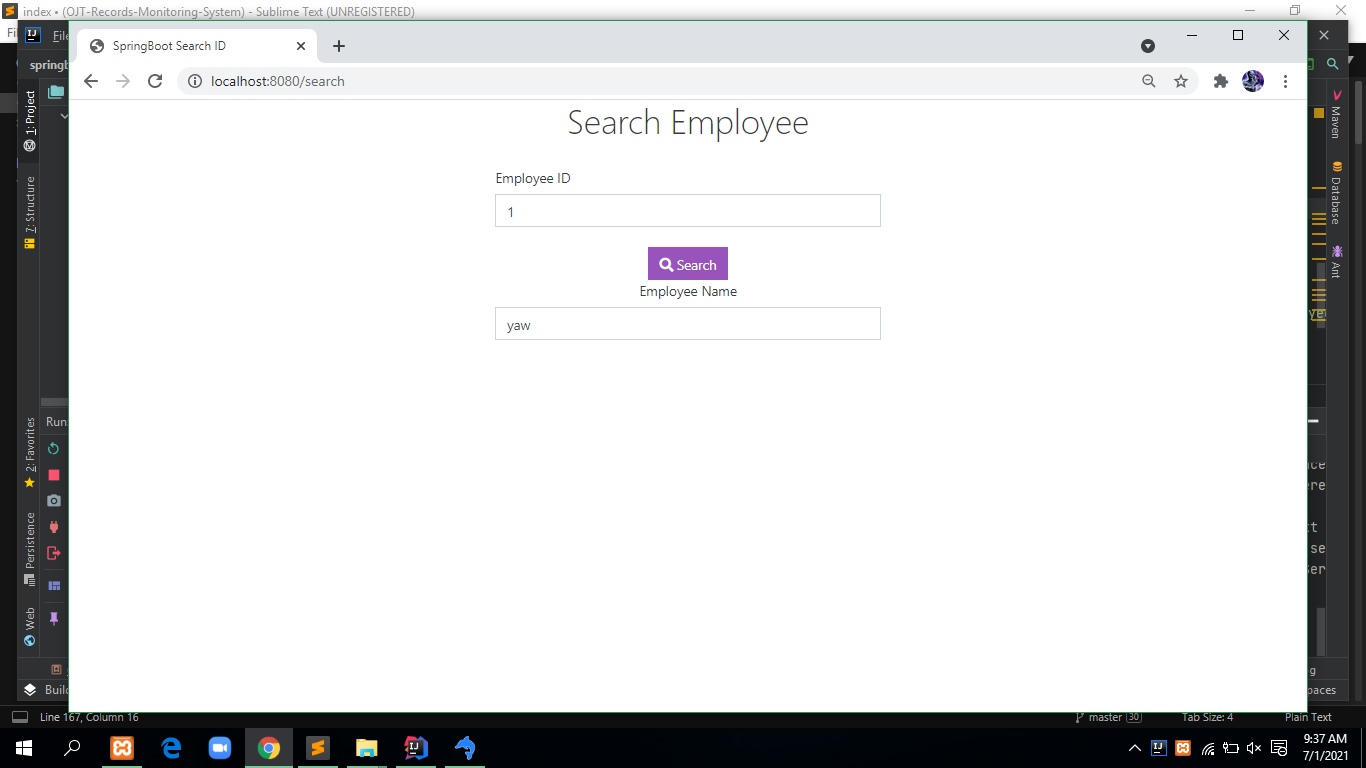 index • (OJT-Records-Monitoring-System) - Sublime Text (UNREGISTERED)
File
SpringBoot Search ID
localhost:8080/search
1: Project
7: Structure
2: Favorites
Persistence
Web
Run:
Maven
Database
Ant
Search Employee
Employee ID
1
Search
Employee Name
yaw
Line 167, Column 16
master 30
Tab Size: 4
Plain Text
9:37 AM
7/1/2021